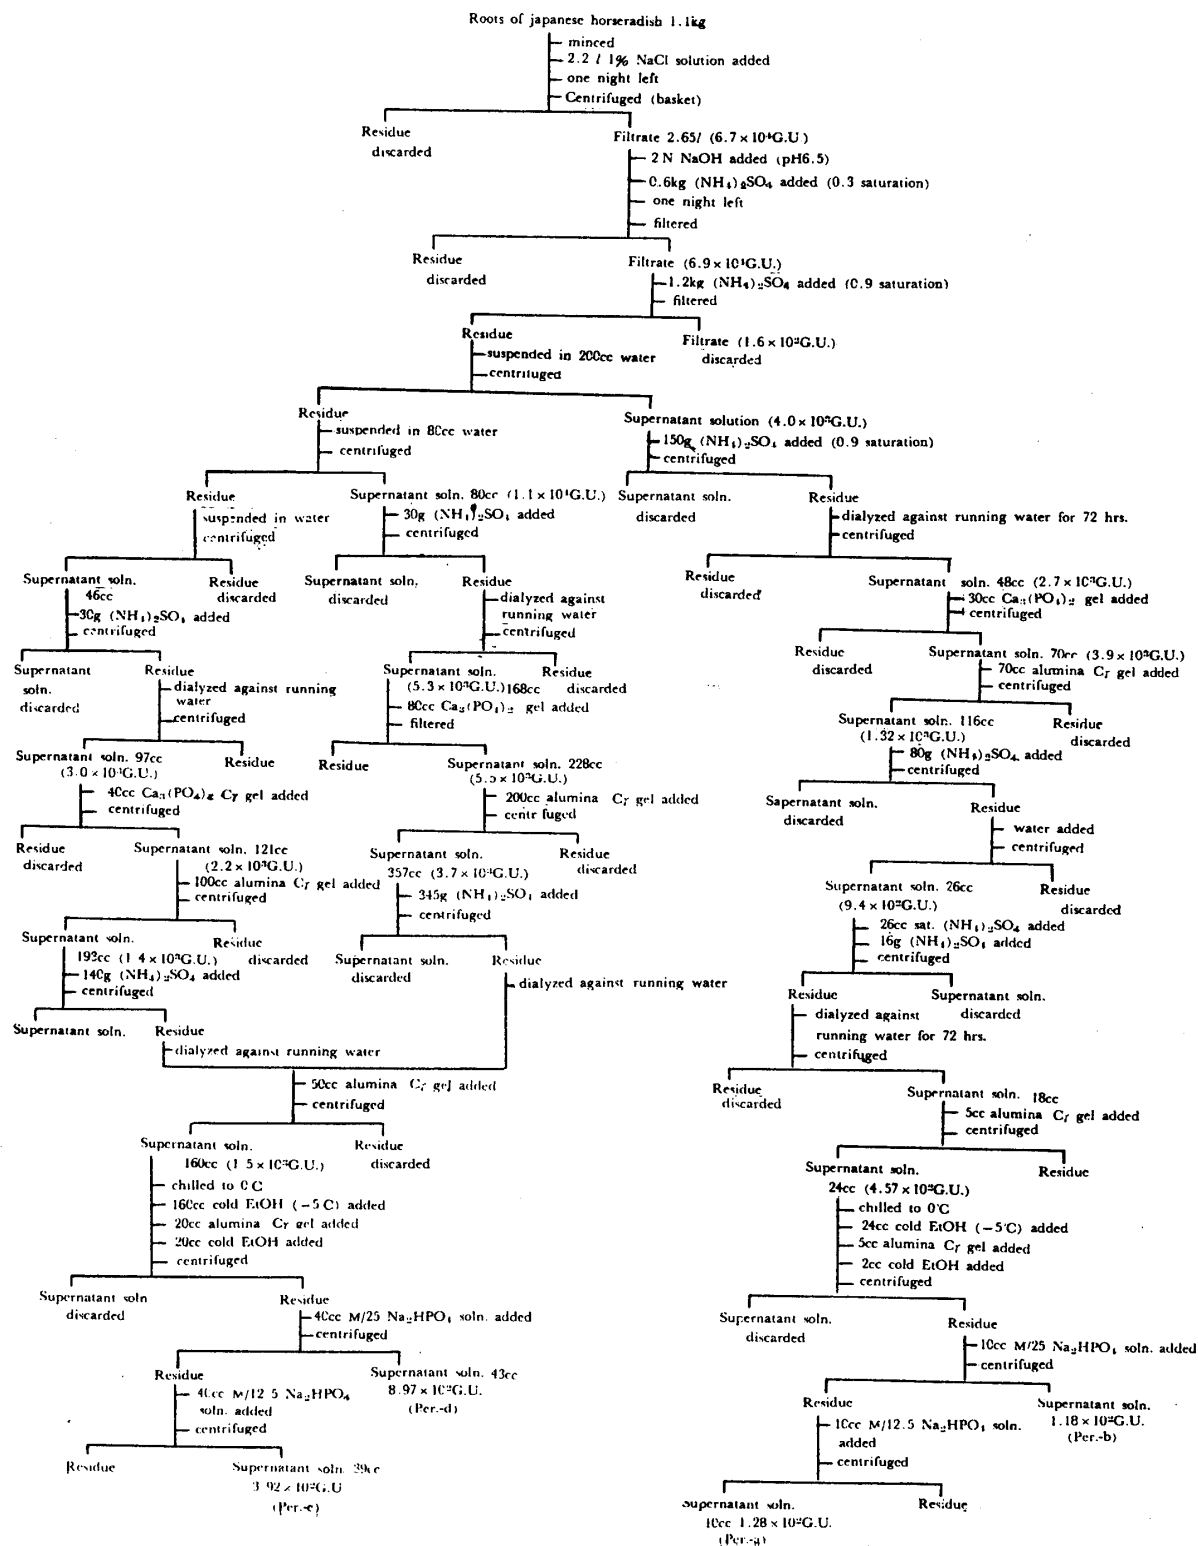 Roots of japanese horseradish 1.1kg
minced
2.2 l 1% NaCl solution added
one night left
Centrifuged (basket)
Residue
discarded
Filtrate 2.65l (6.7 × 10⁴G.U.)
2N NaOH added (pH6.5)
0.6kg (NH₄)₂SO₄ added (0.3 saturation)
one night left
filtered
Residue
discarded
Filtrate (6.9 × 10⁴G.U.)
1.2kg (NH₄)₂SO₄ added (0.9 saturation)
filtered
Residue
suspended in 200cc water
centrifuged
Filtrate (1.6 × 10²G.U.)
discarded
Residue
suspended in 80cc water
centrifuged
Supernatant solution (4.0 × 10³G.U.)
150g (NH₄)₂SO₄ added (0.9 saturation)
centrifuged
Residue
suspended in water
centrifuged
Supernatant soln. 80cc (1.1 × 10⁴G.U.)
30g (NH₄)₂SO₄ added
centrifuged
Supernatant soln.
discarded
Residue
dialyzed against running water for 72 hrs.
centrifuged
Supernatant soln.
46cc
30g (NH₄)₂SO₄ added
centrifuged
Residue
discarded
Supernatant soln.
discarded
Residue
dialyzed against
running water
centrifuged
Residue
discarded
Supernatant soln. 48cc (2.7 × 10³G.U.)
30cc Ca₃(PO₄)₂ gel added
centrifuged
Supernatant
soln.
discarded
Residue
dialyzed against running
water
centrifuged
Supernatant soln.
(5.3 × 10³G.U.) 168cc
80cc Ca₃(PO₄)₂ gel added
filtered
Residue
discarded
Residue
discarded
Supernatant soln. 70cc (3.9 × 10³G.U.)
70cc alumina Cγ gel added
centrifuged
Supernatant soln. 97cc
(3.0 × 10³G.U.)
40cc Ca₃(PO₄)₂ Cγ gel added
centrifuged
Residue
Residue
Supernatant soln. 228cc
(5.5 × 10³G.U.)
200cc alumina Cγ gel added
centr fuged
Supernatant soln. 116cc
(1.32 × 10³G.U.)
80g (NH₄)₂SO₄ added
centrifuged
Residue
discarded
Residue
discarded
Supernatant soln. 121cc
(2.2 × 10³G.U.)
100cc alumina Cγ gel added
centrifuged
Supernatant soln.
357cc (3.7 × 10³G.U.)
345g (NH₄)₂SO₄ added
centrifuged
Residue
discarded
Sapernatant soln.
discarded
Residue
water added
centrifuged
Supernatant soln.
193cc (1 4 × 10³G.U.)
140g (NH₄)₂SO₄ added
centrifuged
Residue
discarded
Supernatant soln.
discarded
Residue
dialyzed against running water
Supernatant soln. 26cc
(9.4 × 10²G.U.)
26cc sat. (NH₄)₂SO₄ added
16g (NH₄)₂SO₄ added
centrifuged
Residue
discarded
Supernatant soln.
Residue
dialyzed against running water
Residue
dialyzed against
running water for 72 hrs.
centrifuged
Supernatant soln.
discarded
50cc alumina Cγ gel added
centrifuged
Residue
discarded
Supernatant soln. 18cc
5cc alumina Cγ gel added
centrifuged
Supernatant soln.
160cc (1 5 × 10³G.U.)
chilled to 0°C
160cc cold EtOH (−5°C) added
20cc alumina Cγ gel added
20cc cold EtOH added
centrifuged
Residue
discarded
Supernatant soln.
24cc (4.57 × 10²G.U.)
chilled to 0°C
24cc cold EtOH (−5°C) added
5cc alumina Cγ gel added
2cc cold EtOH added
centrifuged
Residue
Supernatant soln
discarded
Residue
40cc M/25 Na₂HPO₄ soln. added
centrifuged
Supernatant soln.
discarded
Residue
10cc M/25 Na₂HPO₄ soln. added
centrifuged
Residue
40cc M/12 5 Na₂HPO₄
soln. added
centrifuged
Supernatant soln. 43cc
8.97 × 10²G.U.
(Per.-d)
Residue
10cc M/12.5 Na₂HPO₄ soln.
added
centrifuged
Supernatant soln.
1.18 × 10²G.U.
(Per.-b)
Residue
Supernatant soln. 39cc
3.92 × 10²G.U
(Per.-c)
Supernatant soln.
10cc 1.28 × 10²G.U.
(Per.-a)
Residue